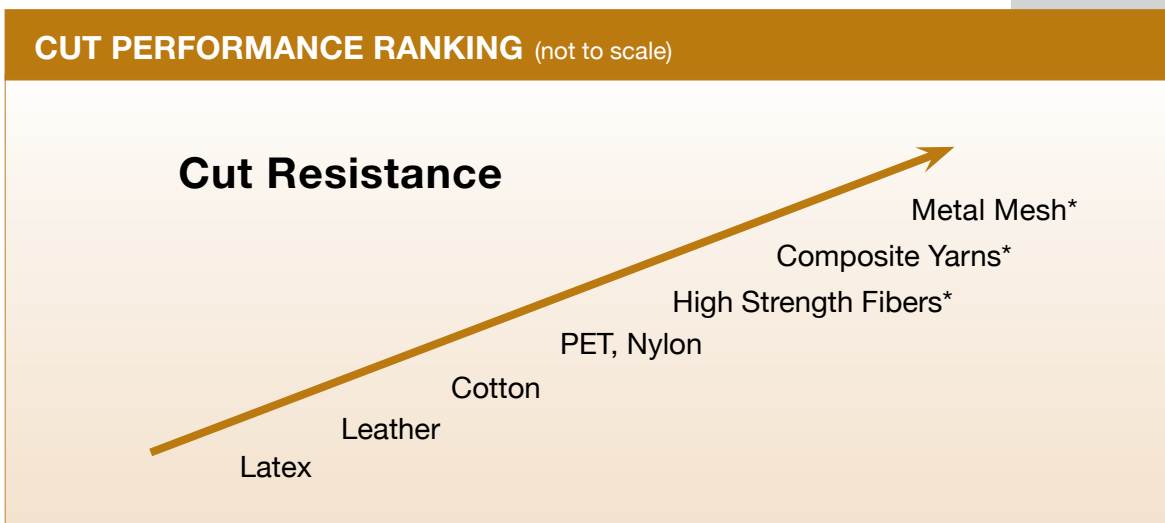 CUT PERFORMANCE RANKING (not to scale)
Cut Resistance
Metal Mesh*
Composite Yarns*
High Strength Fibers*
PET, Nylon
Cotton
Leather
Latex